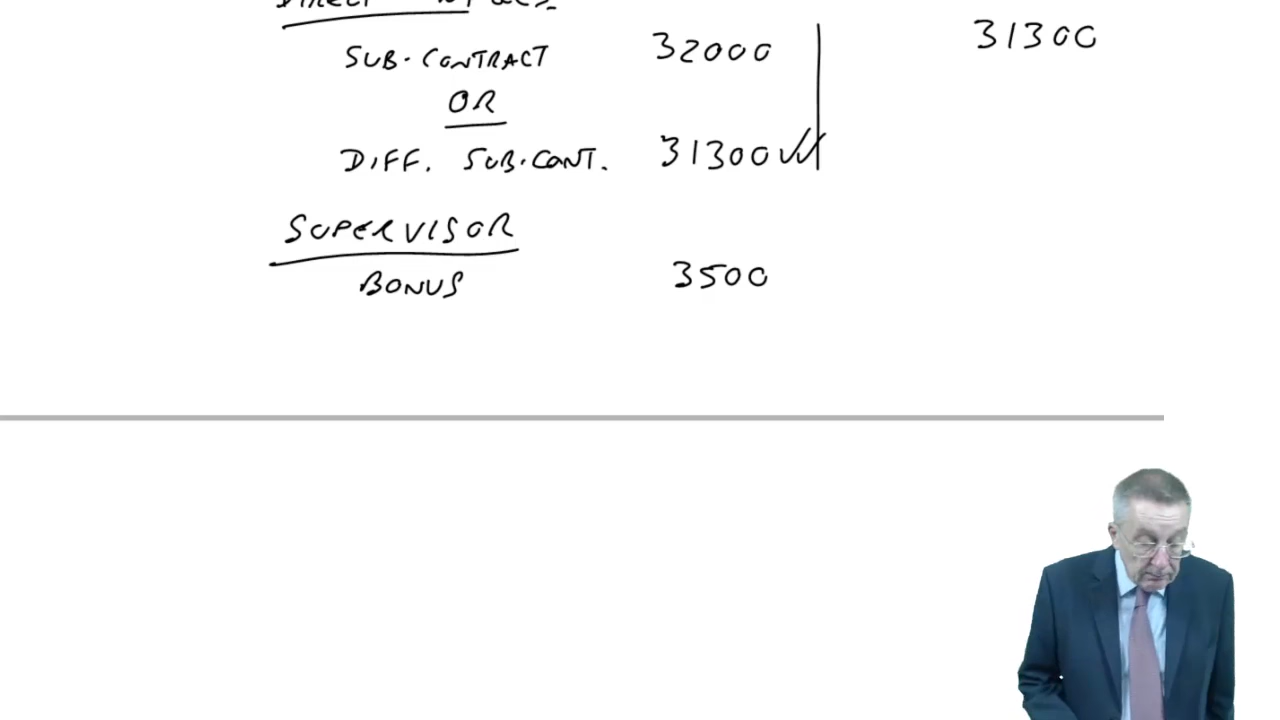 SUB-CONTRACT 32000 31300
OR
DIFF. SUB.CONT. 31300
SUPERVISOR
BONUS 3500